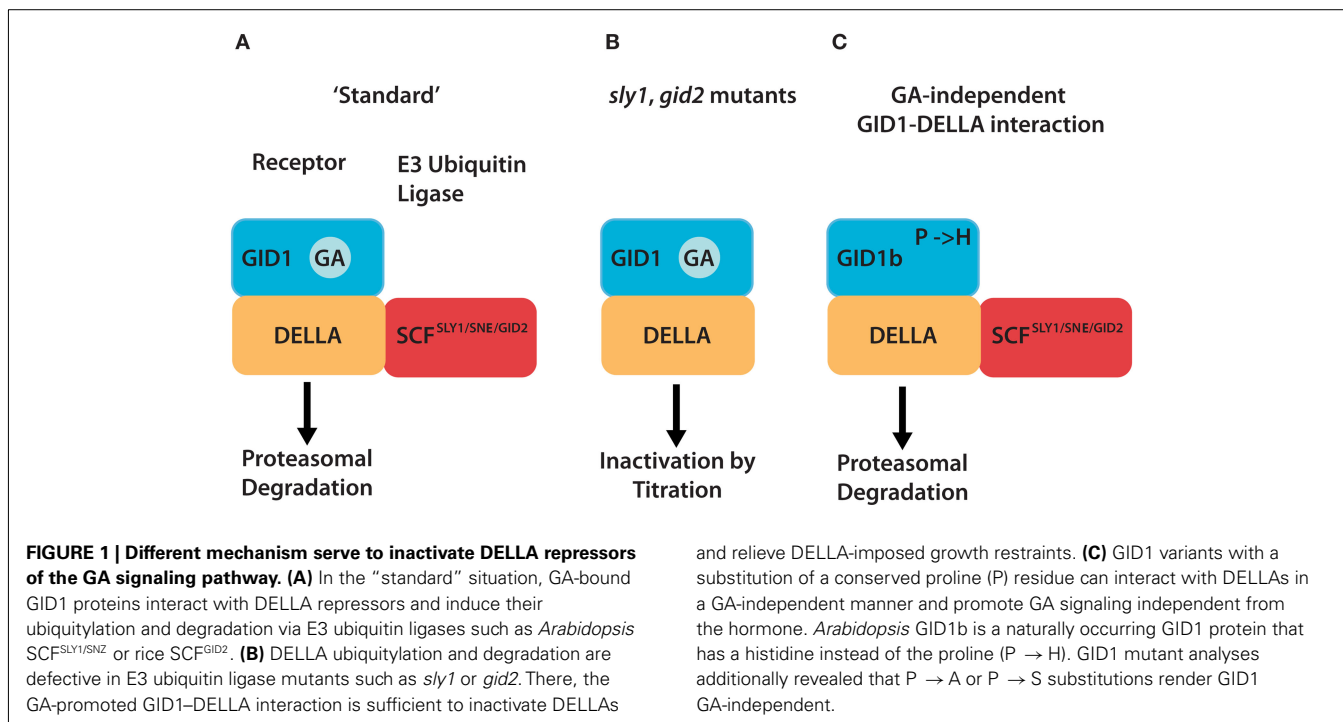 A
B
C
'Standard'
sly1, gid2 mutants
GA-independent
GID1-DELLA interaction
Receptor
E3 Ubiquitin
Ligase
GID1 GA
DELLA
SCF^SLY1/SNE/GID2
Proteasomal
Degradation
GID1 GA
DELLA
Inactivation by
Titration
P ->H
GID1b
DELLA
SCF^SLY1/SNE/GID2
Proteasomal
Degradation
FIGURE 1 | Different mechanism serve to inactivate DELLA repressors
of the GA signaling pathway. (A) In the “standard” situation, GA-bound
GID1 proteins interact with DELLA repressors and induce their
ubiquitylation and degradation via E3 ubiquitin ligases such as Arabidopsis
SCF^SLY1/SNZ or rice SCF^GID2. (B) DELLA ubiquitylation and degradation are
defective in E3 ubiquitin ligase mutants such as sly1 or gid2. There, the
GA-promoted GID1–DELLA interaction is sufficient to inactivate DELLAs
and relieve DELLA-imposed growth restraints. (C) GID1 variants with a
substitution of a conserved proline (P) residue can interact with DELLAs in
a GA-independent manner and promote GA signaling independent from
the hormone. Arabidopsis GID1b is a naturally occurring GID1 protein that
has a histidine instead of the proline (P → H). GID1 mutant analyses
additionally revealed that P → A or P → S substitutions render GID1
GA-independent.